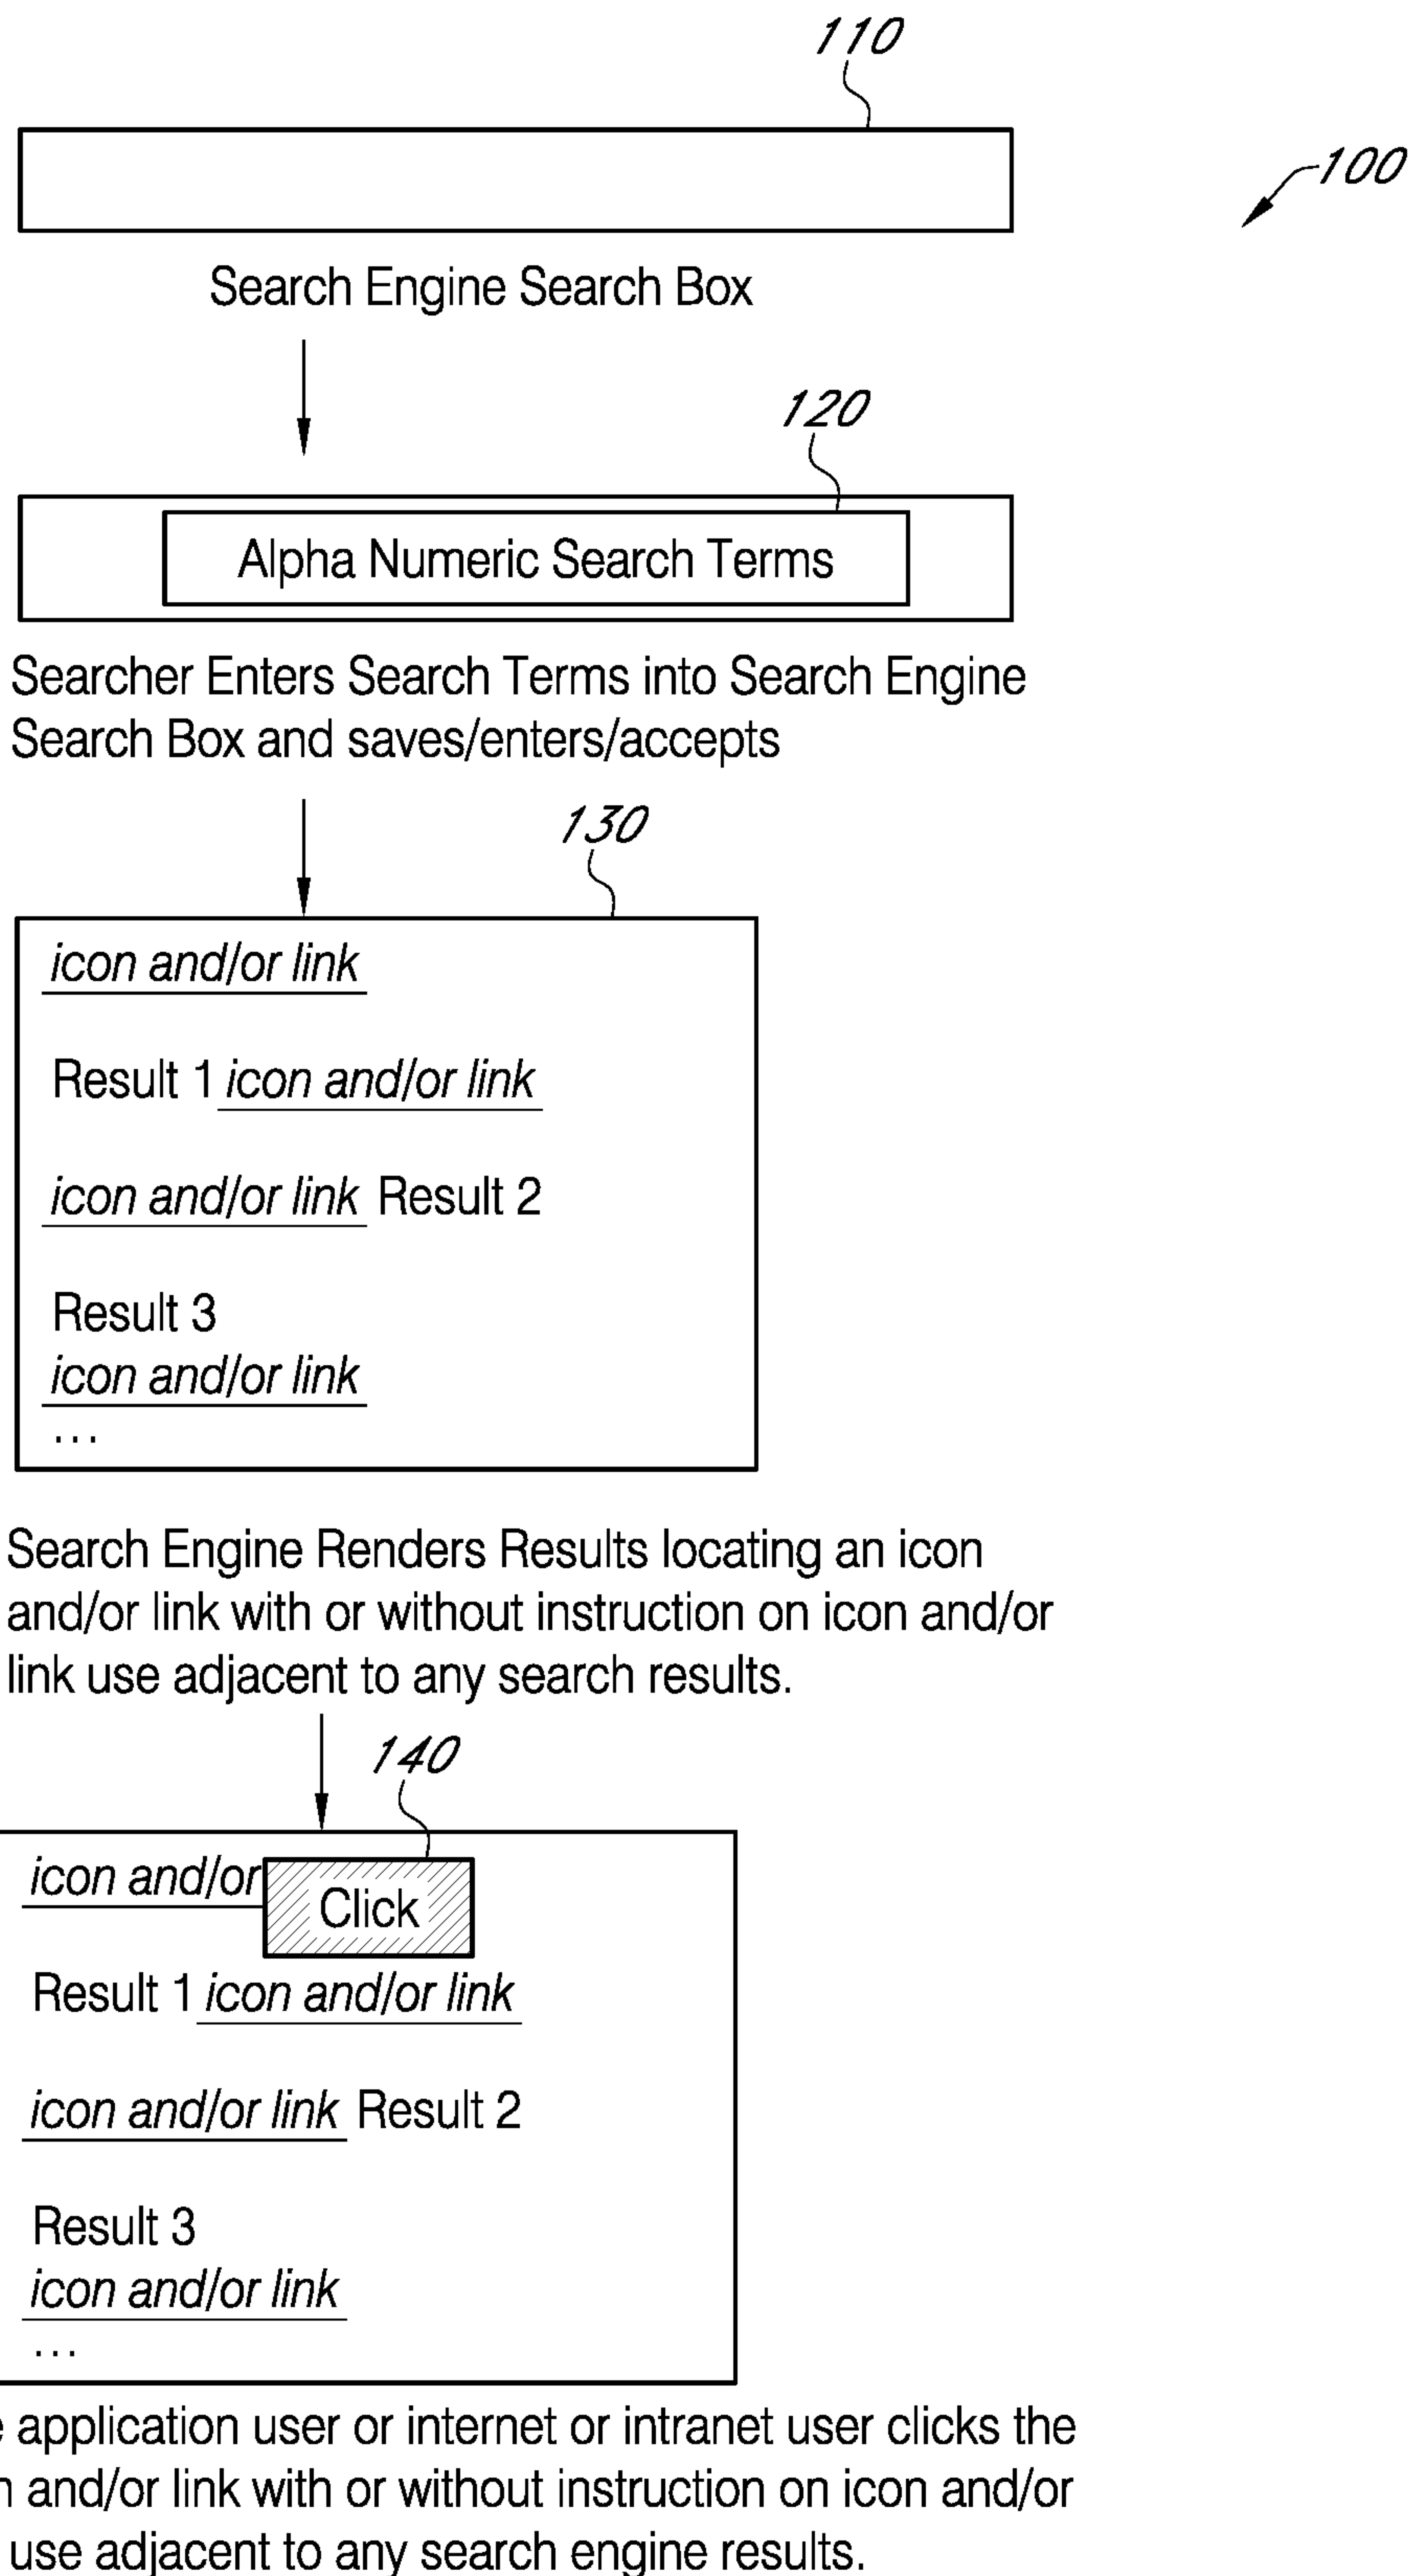 110
100
Search Engine Search Box
120
Alpha Numeric Search Terms
Searcher Enters Search Terms into Search Engine
Search Box and saves/enters/accepts
130
icon and/or link
Result 1 icon and/or link
icon and/or link Result 2
Result 3
icon and/or link
...
Search Engine Renders Results locating an icon
and/or link with or without instruction on icon and/or
link use adjacent to any search results.
140
icon and/or
Click
Result 1 icon and/or link
icon and/or link Result 2
Result 3
icon and/or link
...
application user or internet or intranet user clicks the
and/or link with or without instruction on icon and/or
use adjacent to any search engine results.